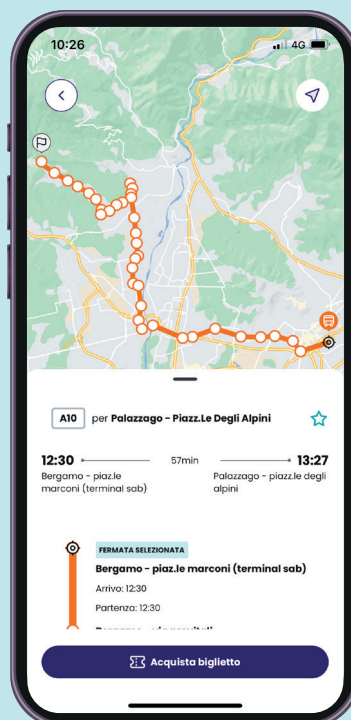 10:26
4G
A10 per Palazzago - Piazz.Le Degli Alpini
12:30 57min 13:27
Bergamo - piaz.le
marconi (terminal sab)
Palazzago - piazz.le degli
alpini
FERMATA SELEZIONATA
Bergamo - piaz.le marconi (terminal sab)
Arrivo: 12:30
Partenza: 12:30
Acquista biglietto